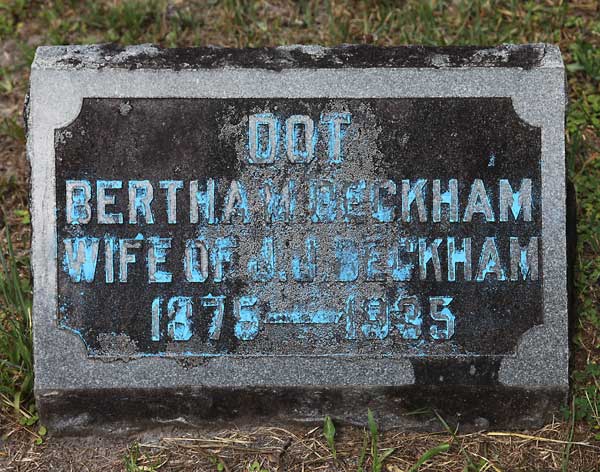 DOT
BERTHA M BECKHAM
WIFE OF J.J. BECKHAM
1875—1935